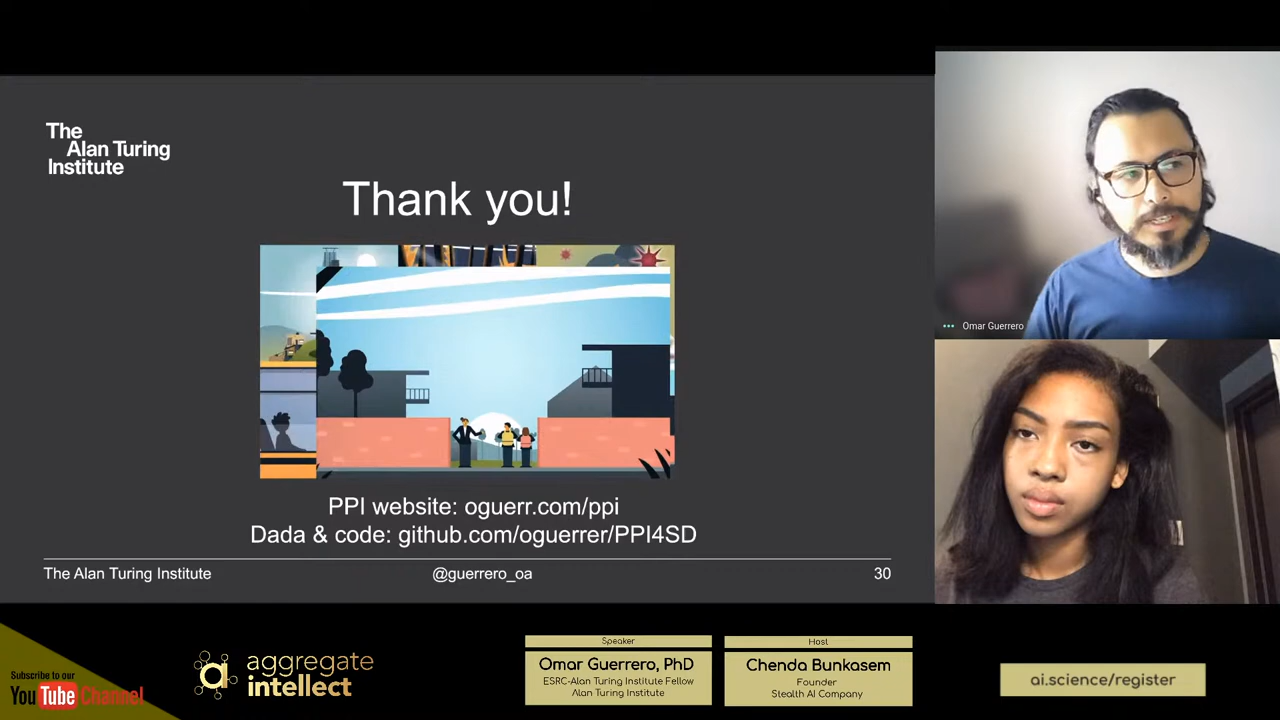 The
Alan Turing
Institute
Thank you!
PPI website: oguerr.com/ppi
Dada & code: github.com/oguerrer/PPI4SD
The Alan Turing Institute
@guerrero_oa
30
Omar Guerrero
Subscribe to our
YouTube Channel
a
aggregate
intellect
Speaker
Omar Guerrero, PhD
ESRC-Alan Turing Institute Fellow
Alan Turing Institute
Host
Chenda Bunkasem
Founder
Stealth AI Company
ai.science/register